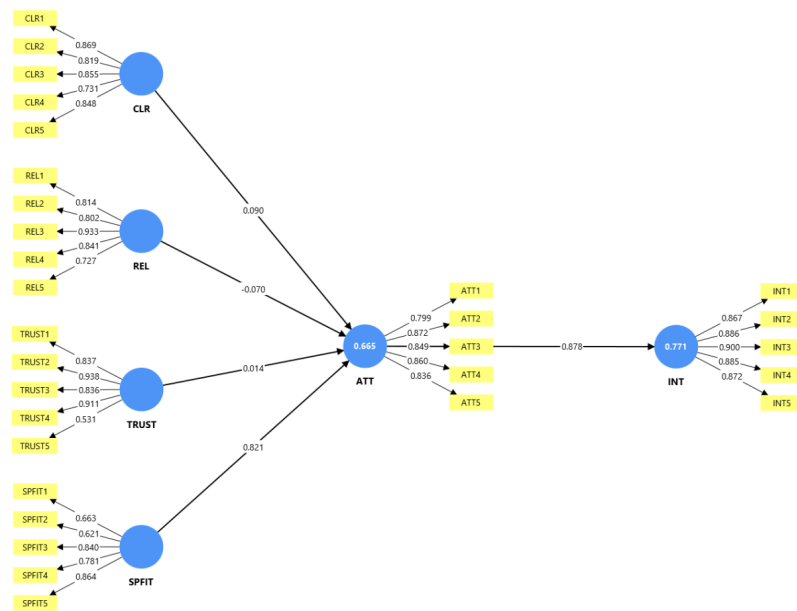 CLR1
0.869
CLR2
0.819
CLR3
0.855
CLR4
0.731
CLR5
0.848
CLR
REL1
0.814
REL2
0.802
REL3
0.933
REL4
0.841
REL5
0.727
REL
TRUST1
0.837
TRUST2
0.938
TRUST3
0.836
TRUST4
0.911
TRUST5
0.531
TRUST
SPFIT1
0.663
SPFIT2
0.621
SPFIT3
0.840
SPFIT4
0.781
SPFIT5
0.864
SPFIT
0.090
-0.070
0.014
0.821
0.665
ATT
ATT1
0.799
ATT2
0.872
ATT3
0.849
ATT4
0.860
ATT5
0.836
0.878
0.771
INT
INT1
0.867
INT2
0.886
INT3
0.900
INT4
0.885
INT5
0.872